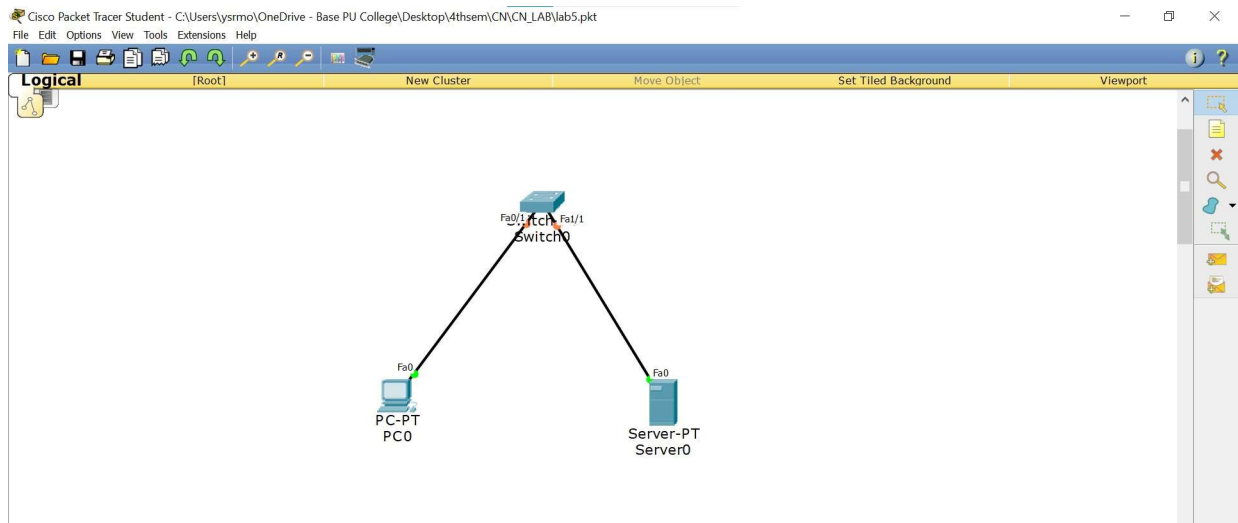 Cisco Packet Tracer Student - C:\Users\ysrmo\OneDrive - Base PU College\Desktop\4thsem\CN\CN_LAB\lab5.pkt
File Edit Options View Tools Extensions Help
Logical [Root] New Cluster Move Object Set Tiled Background Viewport
Fa0/1 Fa1/1
Switch0
Fa0
PC-PT
PC0
Fa0
Server-PT
Server0